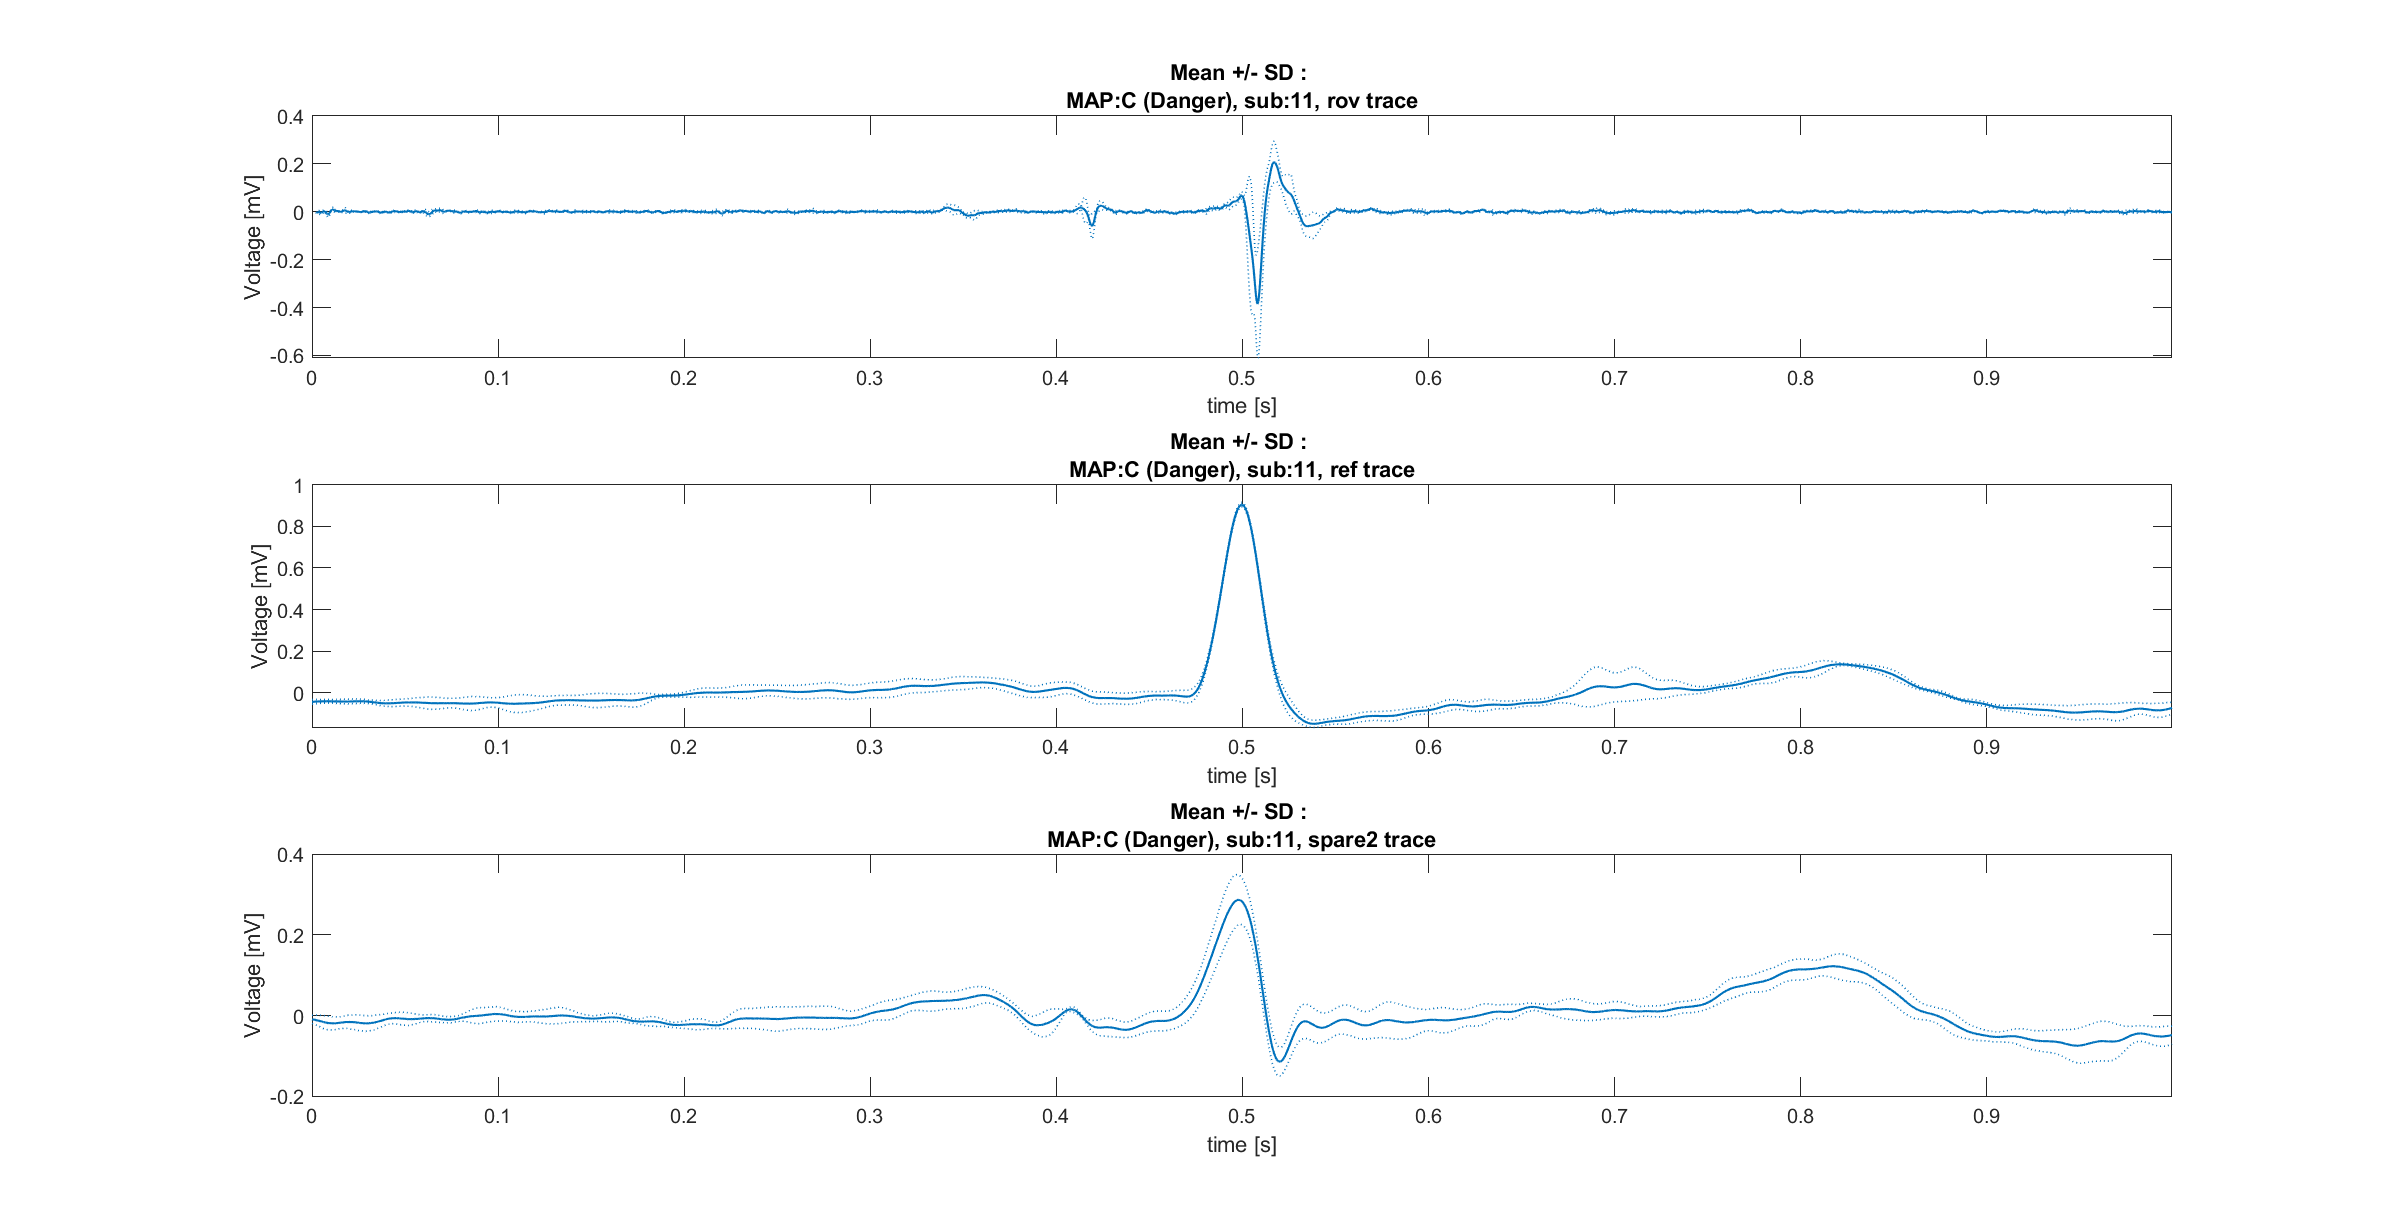 Mean +/- SD :
MAP:C (Danger), sub:11, rov trace
0.4
0.2
0
-0.2
-0.4
-0.6
Voltage [mV]
0 0.1 0.2 0.3 0.4 0.5 0.6 0.7 0.8 0.9
time [s]
Mean +/- SD :
MAP:C (Danger), sub:11, ref trace
1
0.8
0.6
0.4
0.2
0
Voltage [mV]
0 0.1 0.2 0.3 0.4 0.5 0.6 0.7 0.8 0.9
time [s]
Mean +/- SD :
MAP:C (Danger), sub:11, spare2 trace
0.4
0.2
0
-0.2
Voltage [mV]
0 0.1 0.2 0.3 0.4 0.5 0.6 0.7 0.8 0.9
time [s]